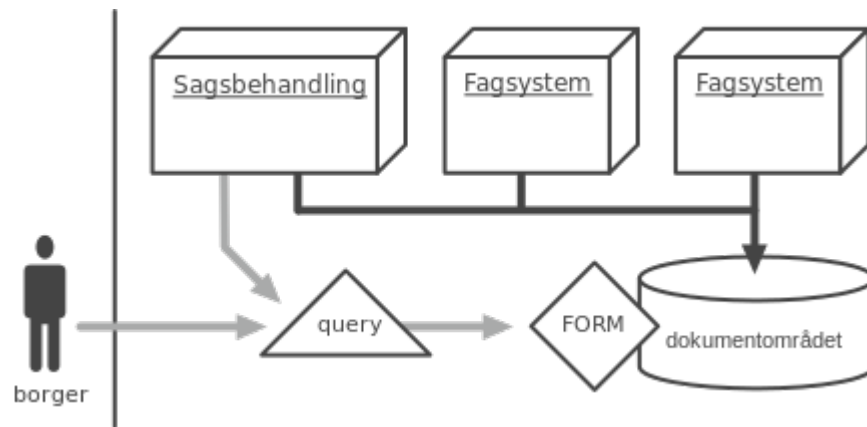 Sagsbehandling
Fagsystem
Fagsystem
query
FORM
dokumentområdet
borger